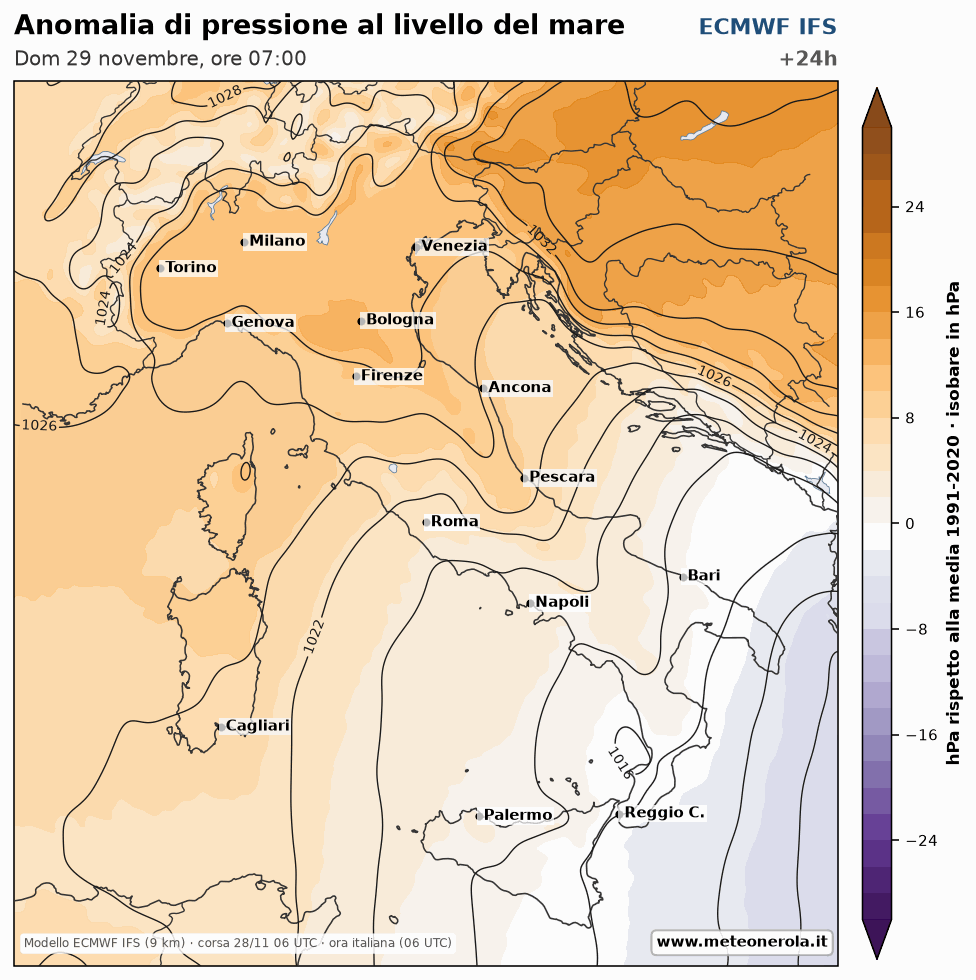 Anomalia di pressione al livello del mare
ECMWF IFS
Dom 29 novembre, ore 07:00
+24h
1028
Milano
Venezia
1032
1024
Torino
1024
Genova
Bologna
Firenze
Ancona
1026
1026
1024
Pescara
Roma
Bari
Napoli
1022
Cagliari
1016
Palermo
Reggio C.
24
16
8
0
−8
−16
−24
hPa rispetto alla media 1991-2020 · isobare in hPa
Modello ECMWF IFS (9 km) · corsa 28/11 06 UTC · ora italiana (06 UTC)
www.meteonerola.it